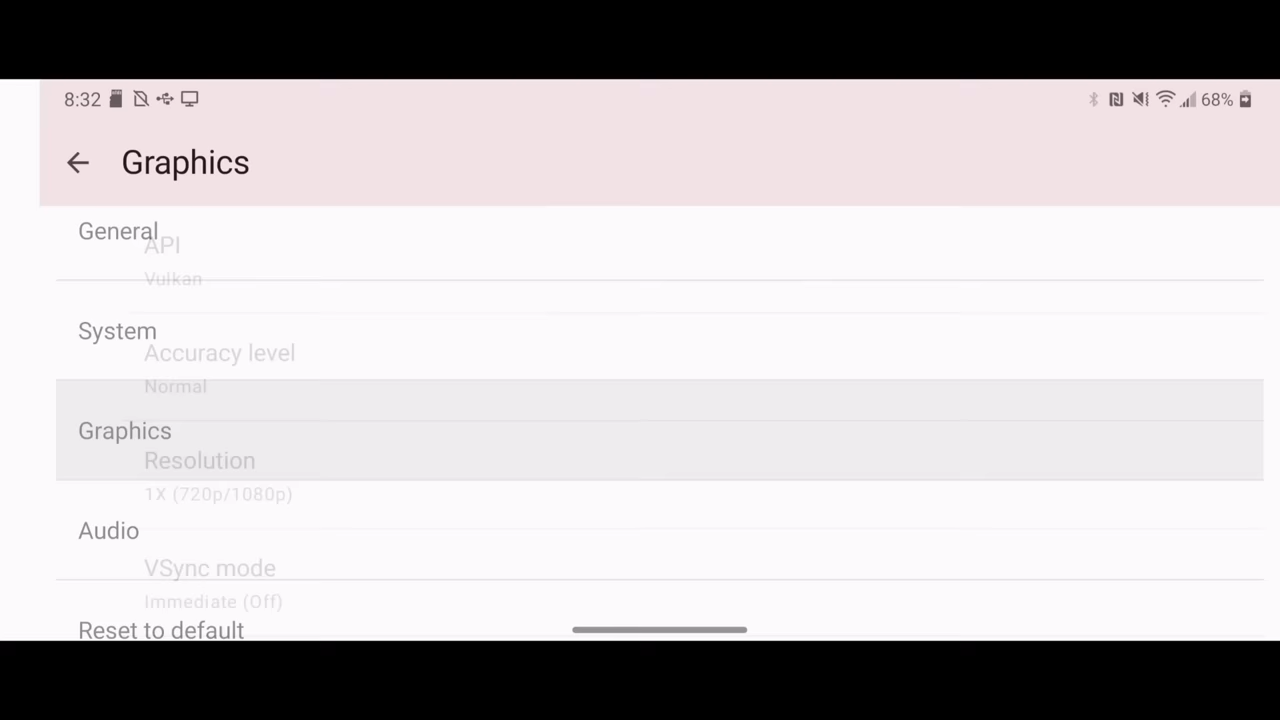 8:32
68%
Graphics
General
API
Vulkan
System
Accuracy level
Normal
Graphics
Resolution
1X (720p/1080p)
Audio
VSync mode
Immediate (Off)
Reset to default